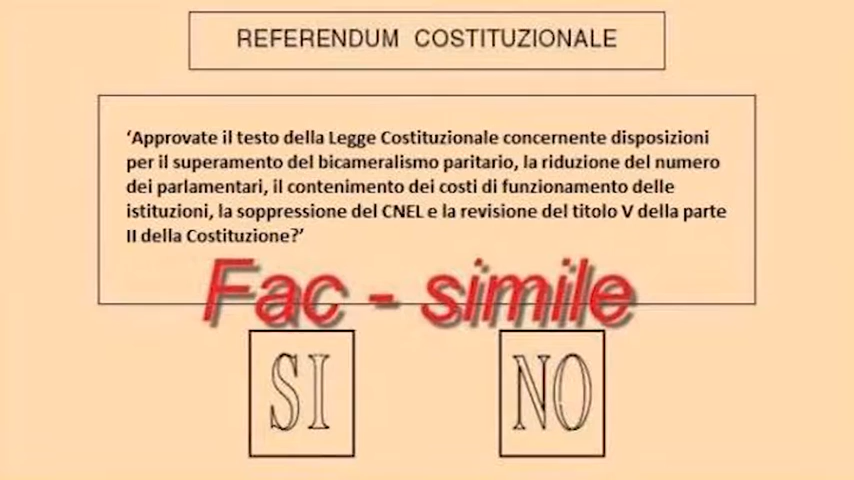 REFERENDUM COSTITUZIONALE
‘Approvate il testo della Legge Costituzionale concernente disposizioni
per il superamento del bicameralismo paritario, la riduzione del numero
dei parlamentari, il contenimento dei costi di funzionamento delle
istituzioni, la soppressione del CNEL e la revisione del titolo V della parte
II della Costituzione?’
Fac - simile
SI NO